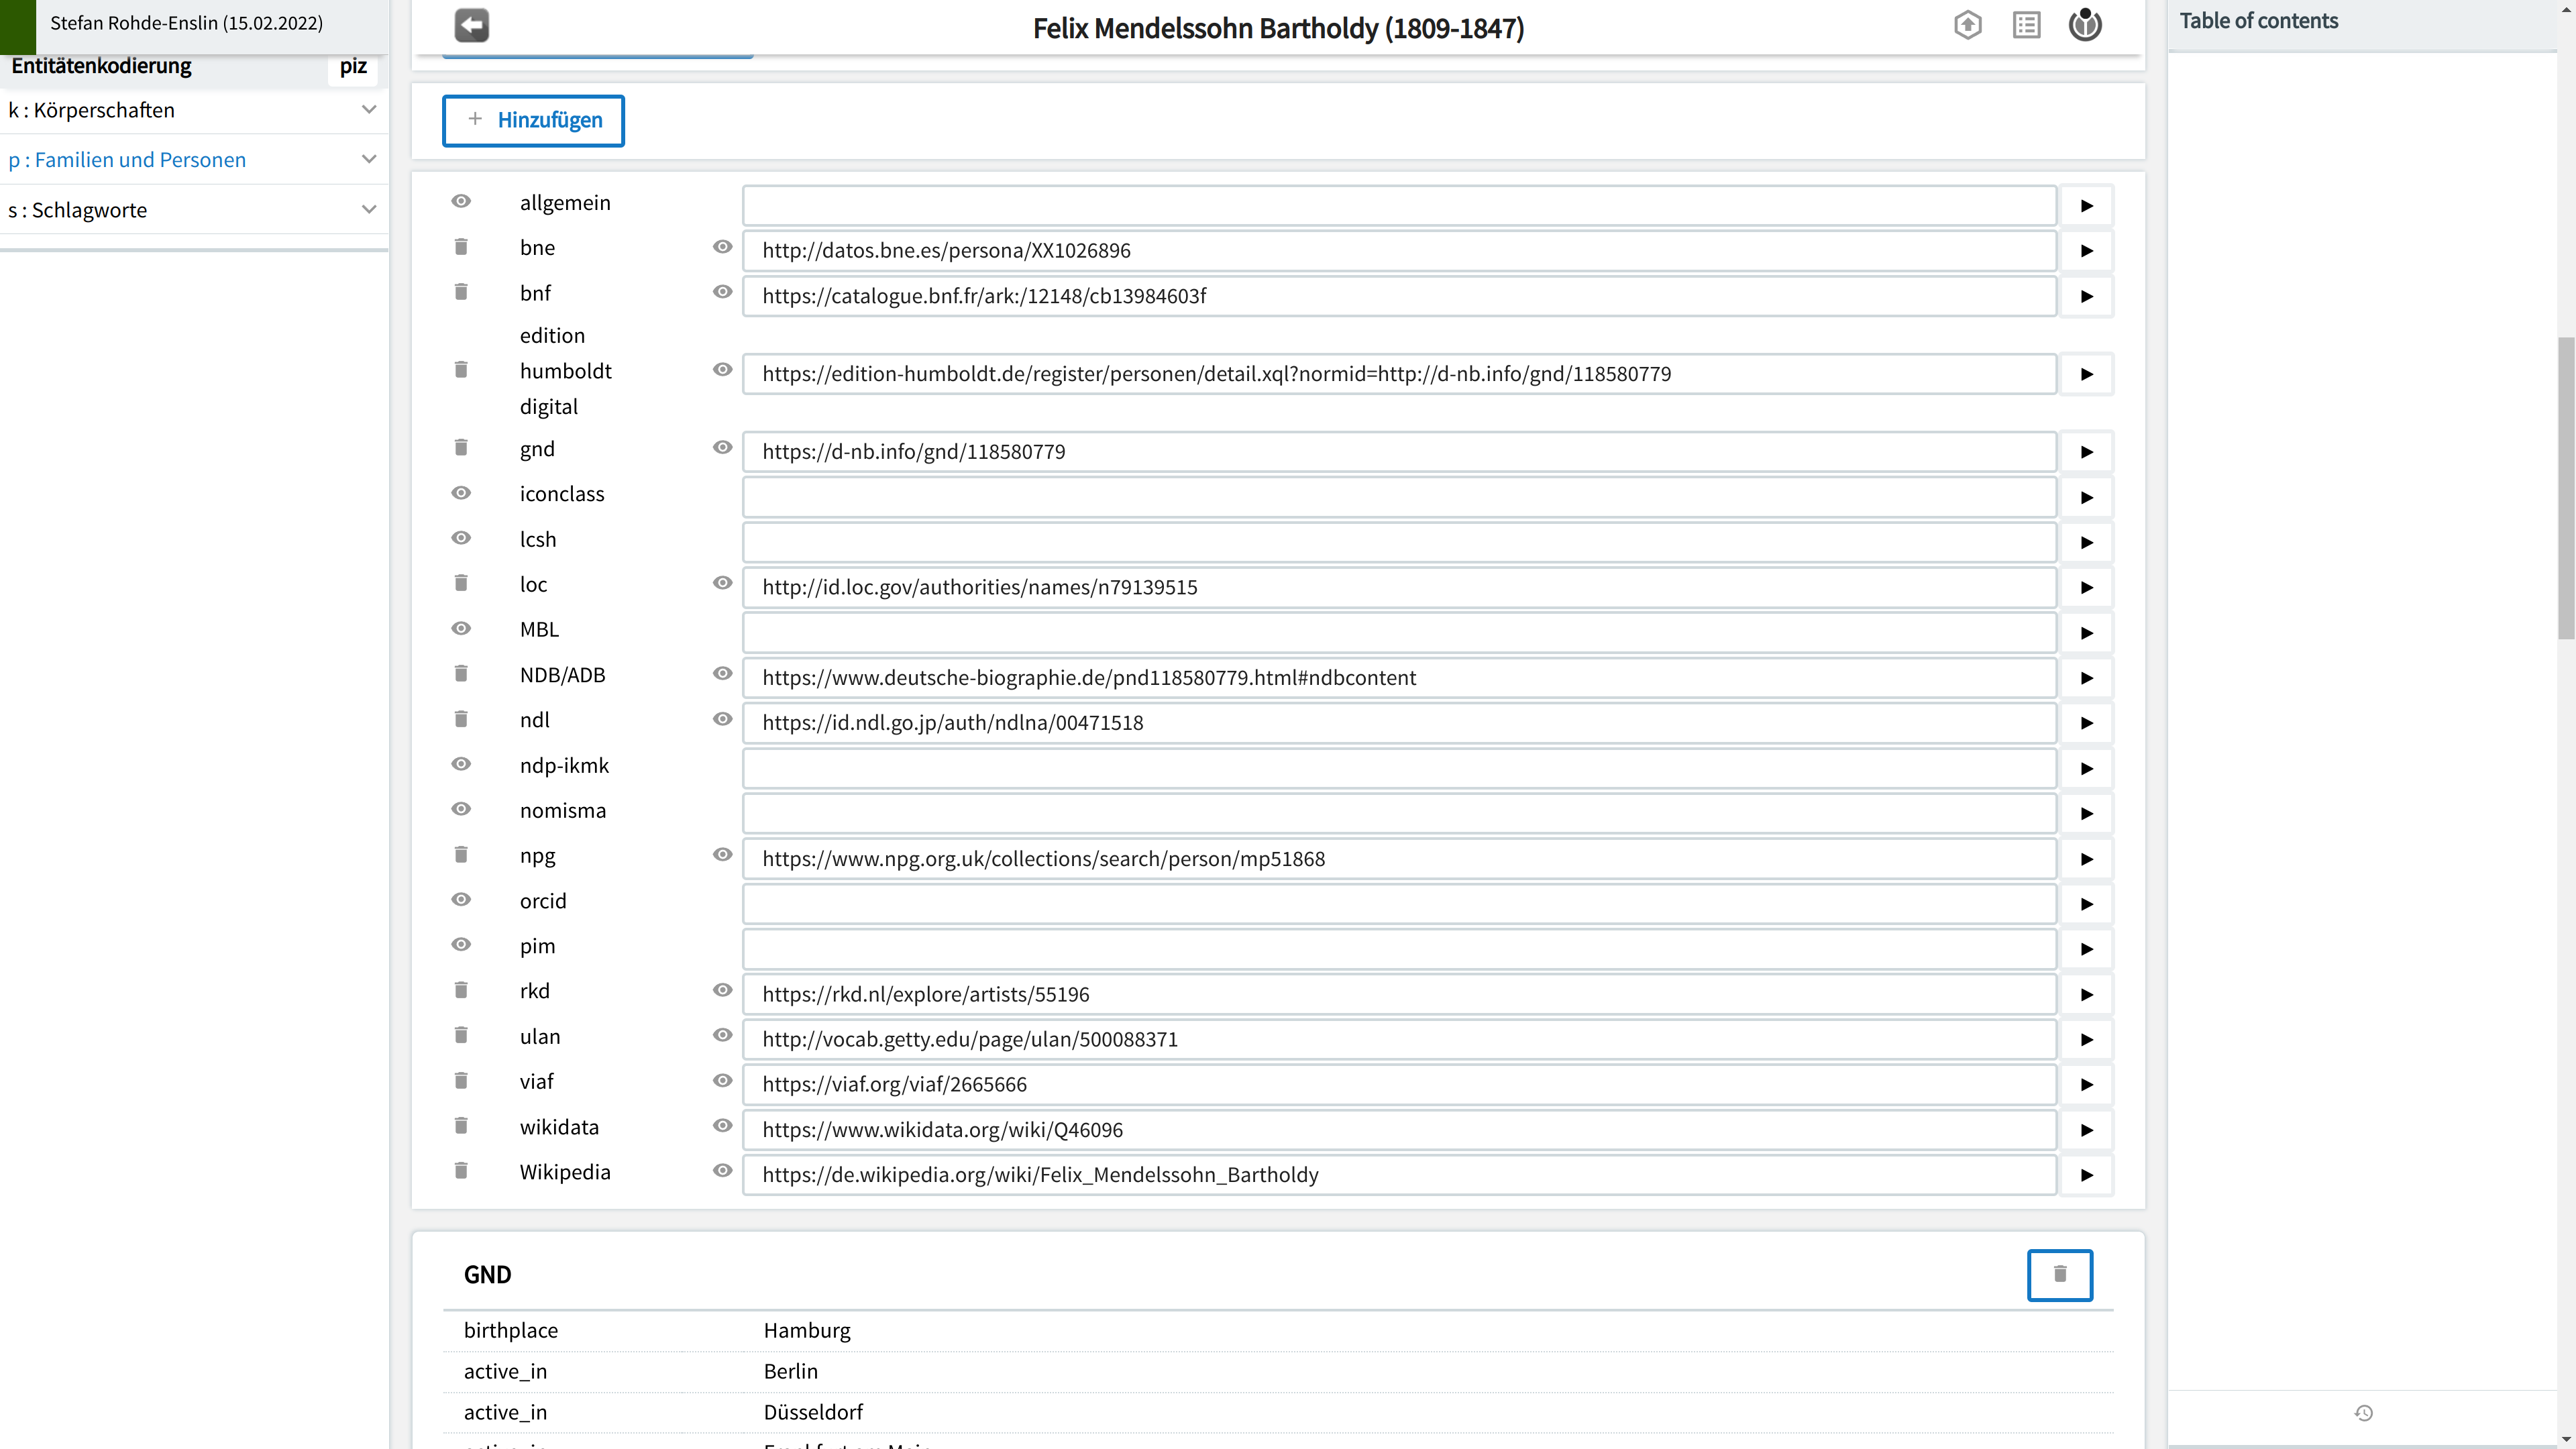 Stefan Rohde-Enslin (15.02.2022)
Felix Mendelssohn Bartholdy (1809-1847)
Table of contents
Entitätenkodierung piz
k : Körperschaften
p : Familien und Personen
s : Schlagworte
+ Hinzufügen
allgemein
bne http://datos.bne.es/persona/XX1026896
bnf https://catalogue.bnf.fr/ark:/12148/cb13984603f
edition
humboldt https://edition-humboldt.de/register/personen/detail.xql?normid=http://d-nb.info/gnd/118580779
digital
gnd https://d-nb.info/gnd/118580779
iconclass
lcsh
loc http://id.loc.gov/authorities/names/n79139515
MBL
NDB/ADB https://www.deutsche-biographie.de/pnd118580779.html#ndbcontent
ndl https://id.ndl.go.jp/auth/ndlna/00471518
ndp-ikmk
nomisma
npg https://www.npg.org.uk/collections/search/person/mp51868
orcid
pim
rkd https://rkd.nl/explore/artists/55196
ulan http://vocab.getty.edu/page/ulan/500088371
viaf https://viaf.org/viaf/2665666
wikidata https://www.wikidata.org/wiki/Q46096
Wikipedia https://de.wikipedia.org/wiki/Felix_Mendelssohn_Bartholdy
GND
birthplace Hamburg
active_in Berlin
active_in Düsseldorf